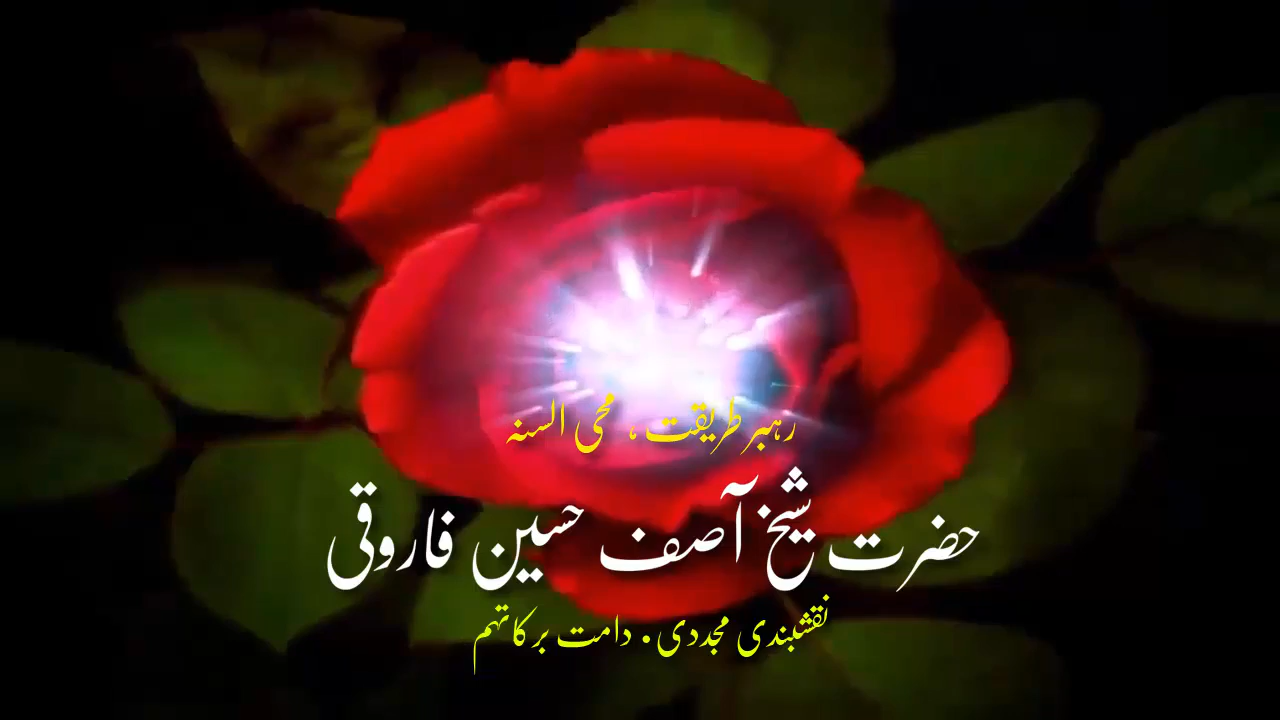 رہبر طریقت، محی السنہ
حضرت شیخ آصف حسین فاروقی
نقشبندی مجددی۔ دامت برکاتہم